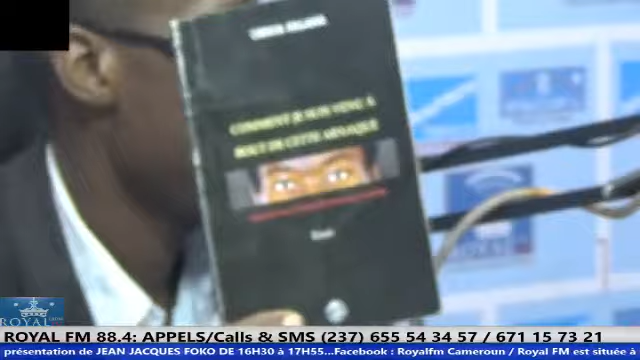 COMMENT JE SUIS VENU À
BOUT DE CETTE ARNAQUE
Essai
ROYAL
ROYAL
ROYAL FM 88.4: APPELS/Calls & SMS (237) 655 54 34 57 / 671 15 73 21
présentation de JEAN JACQUES FOKO DE 16H30 à 17H55...Facebook : Royalfm Cameroun / Royal FM est située à